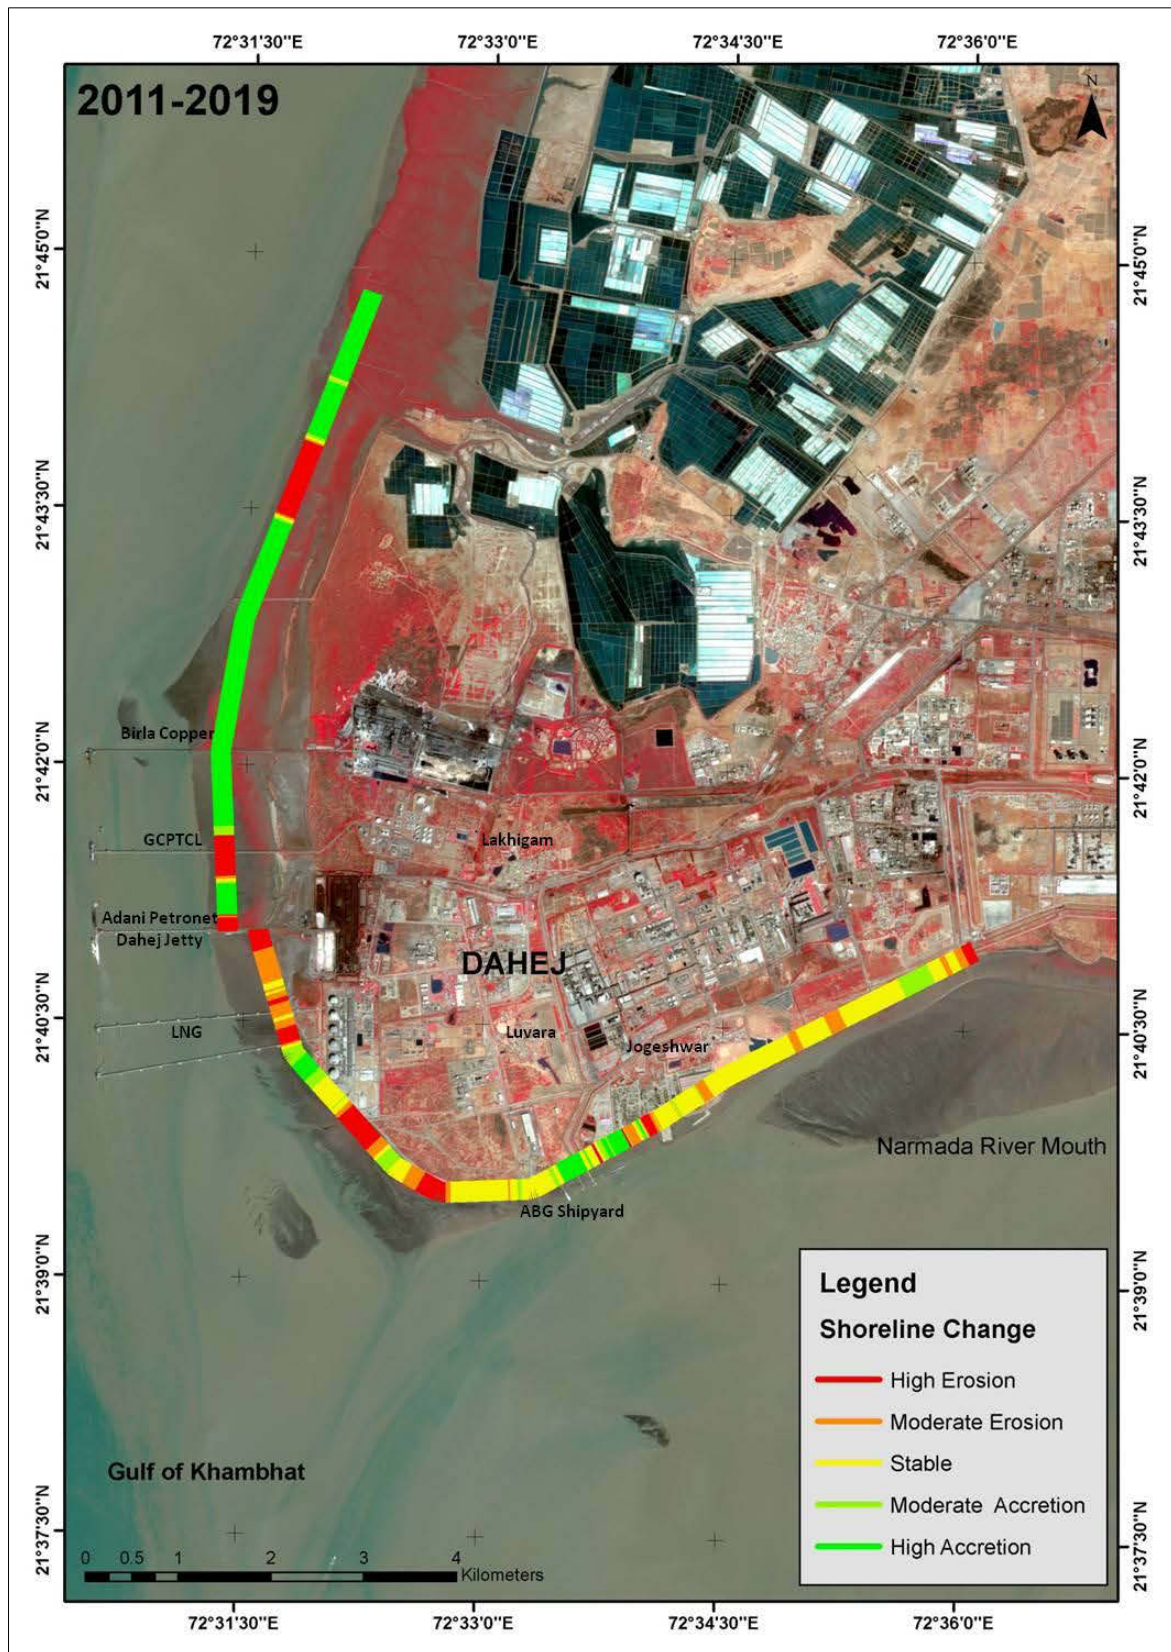 72°31'30"E 72°33'0"E 72°34'30"E 72°36'0"E
2011-2019
N
21°45'0"N
21°45'0"N
21°43'30"N
21°43'30"N
Birla Copper
21°42'0"N
21°42'0"N
GCPTCL
Lakhigam
Adani Petronet
Dahej Jetty
DAHEJ
21°40'30"N
LNG
Luvara
Jogeshwar
21°40'30"N
Narmada River Mouth
ABG Shipyard
21°39'0"N
21°39'0"N
Legend
Shoreline Change
High Erosion
Moderate Erosion
Stable
Moderate Accretion
High Accretion
Gulf of Khambhat
21°37'30"N
21°37'30"N
0 0.5 1 2 3 4
Kilometers
72°31'30"E 72°33'0"E 72°34'30"E 72°36'0"E